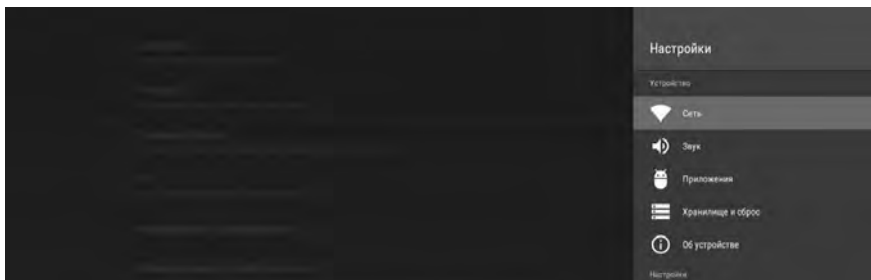 Настройки
Устройство
Сеть
Звук
Приложения
Хранилище и сброс
Об устройстве
Настройки